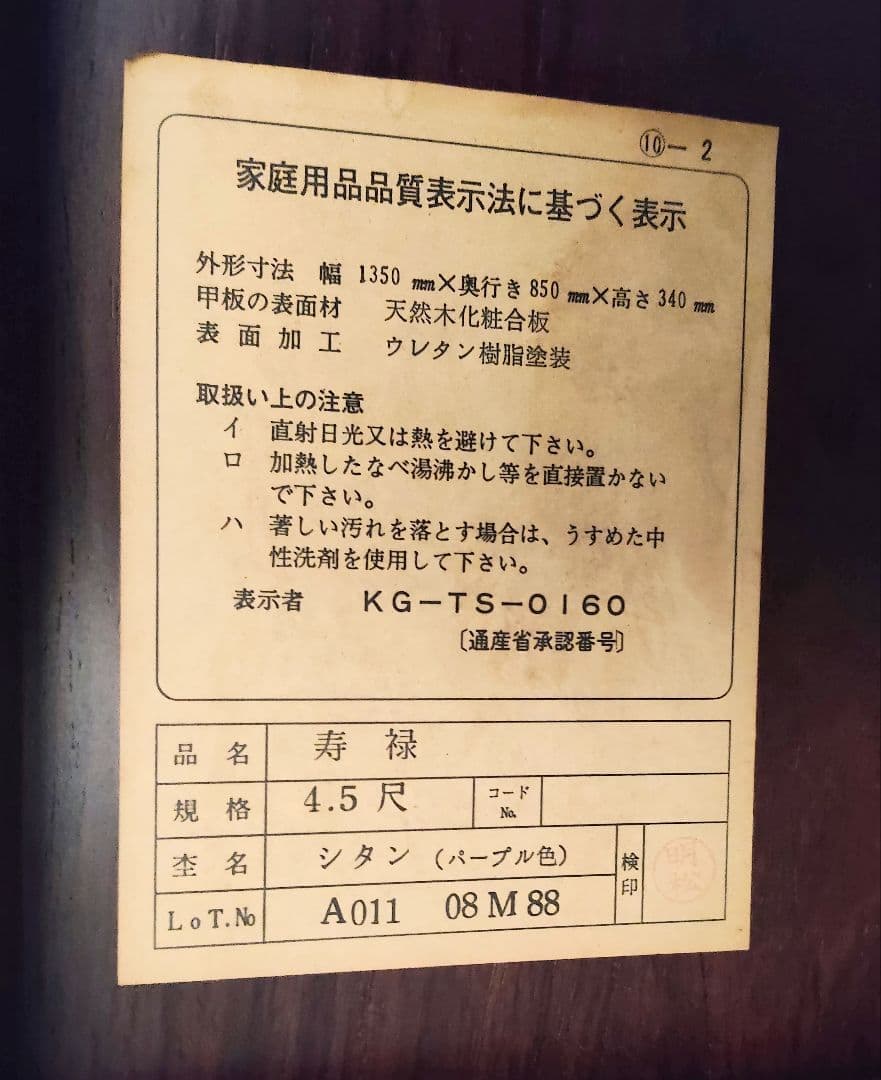 ⑩－2
家庭用品品質表示法に基づく表示
外形寸法 幅 1350 ㎜×奥行き 850 ㎜×高さ 340 ㎜
甲板の表面材 天然木化粧合板
表面加工 ウレタン樹脂塗装
取扱い上の注意
イ 直射日光又は熱を避けて下さい。
ロ 加熱したなべ湯沸かし等を直接置かない
で下さい。
ハ 著しい汚れを落とす場合は、うすめた中
性洗剤を使用して下さい。
表示者 KG－TS－0160
〔通産省承認番号〕
品名 寿禄
規格 4.5尺 コードNo.
杢名 シタン (パープル色) 検印 明松
LoT.No A011 08M88